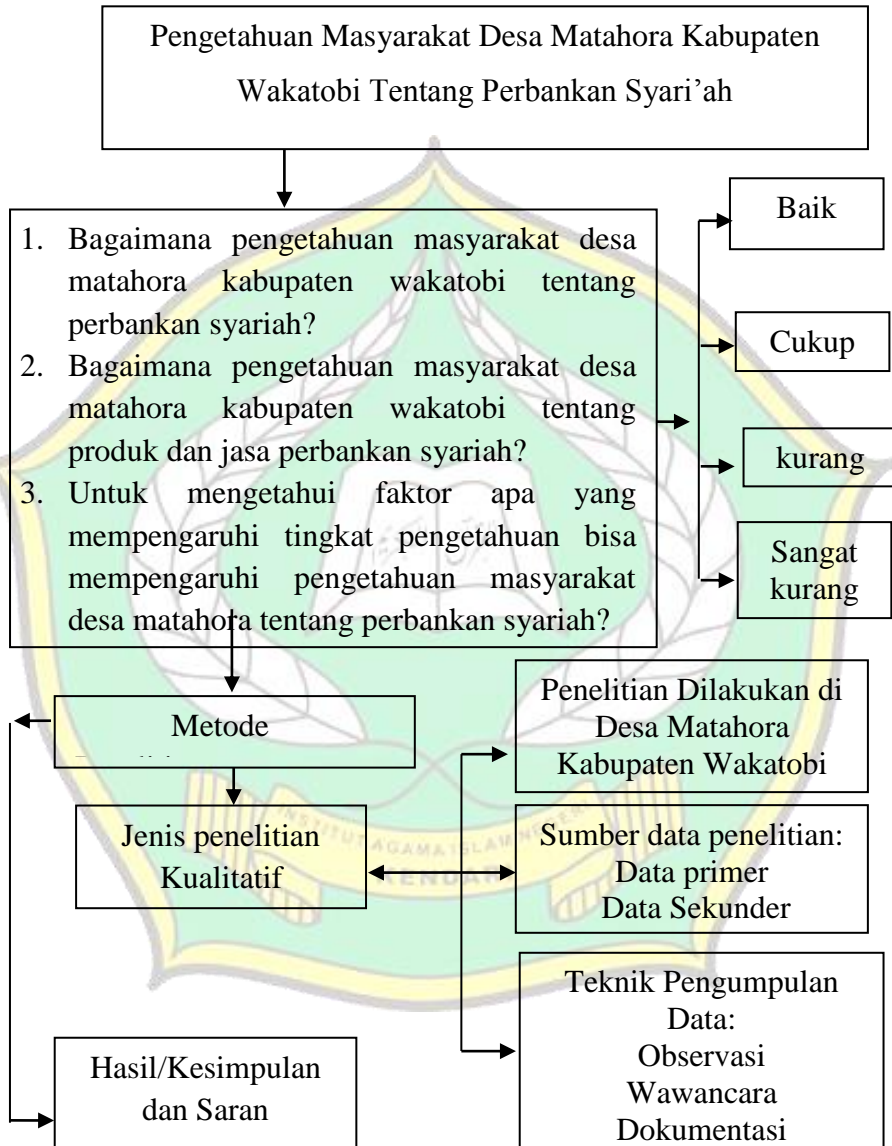 Pengetahuan Masyarakat Desa Matahora Kabupaten
Wakatobi Tentang Perbankan Syari’ah
1. Bagaimana pengetahuan masyarakat desa
matahora kabupaten wakatobi tentang
perbankan syariah?
2. Bagaimana pengetahuan masyarakat desa
matahora kabupaten wakatobi tentang
produk dan jasa perbankan syariah?
3. Untuk mengetahui faktor apa yang
mempengaruhi tingkat pengetahuan bisa
mempengaruhi pengetahuan masyarakat
desa matahora tentang perbankan syariah?
Baik
Cukup
kurang
Sangat
kurang
Metode
Jenis penelitian
Kualitatif
Penelitian Dilakukan di
Desa Matahora
Kabupaten Wakatobi
Sumber data penelitian:
Data primer
Data Sekunder
Teknik Pengumpulan
Data:
Observasi
Wawancara
Dokumentasi
Hasil/Kesimpulan
dan Saran
INSTITUT AGAMA ISLAM NEGERI